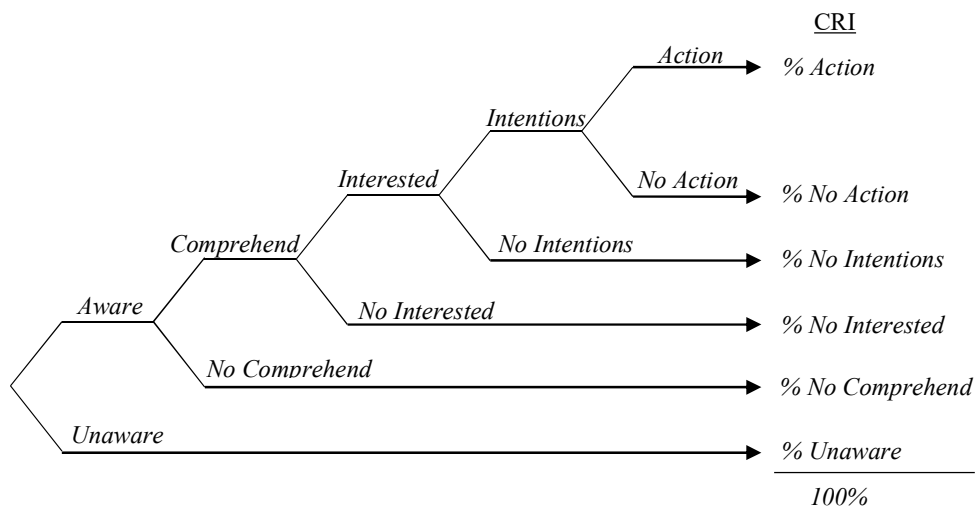 CRI
Action % Action
Intentions
Interested No Action % No Action
Comprehend No Intentions % No Intentions
Aware No Interested % No Interested
No Comprehend % No Comprehend
Unaware % Unaware
100%